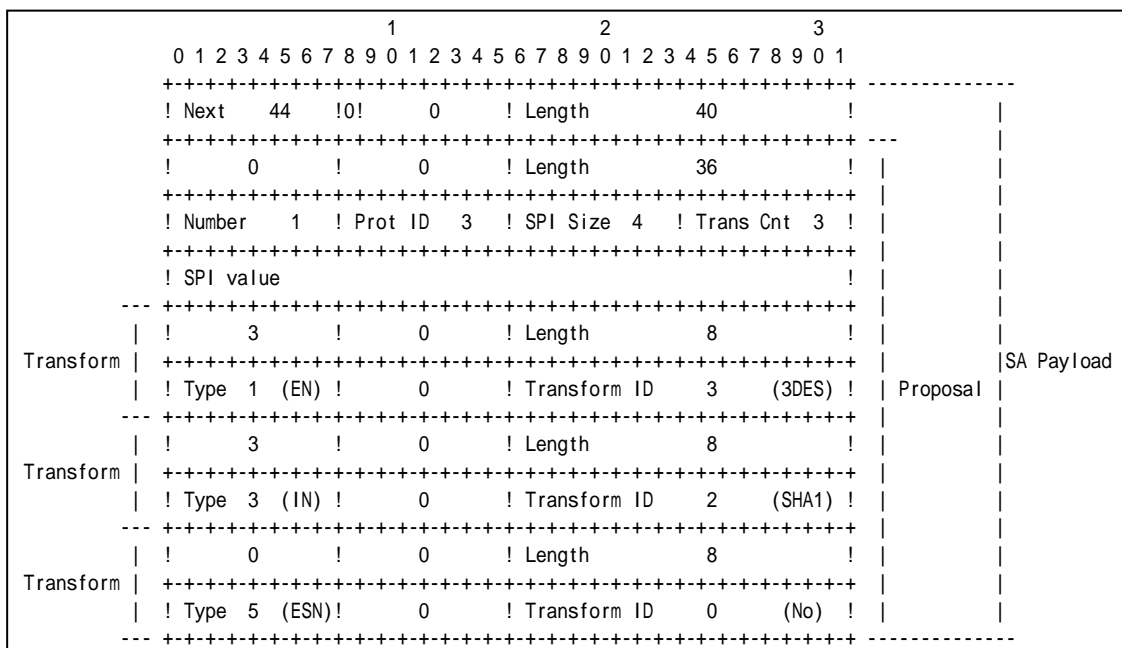 1                   2                   3
  0 1 2 3 4 5 6 7 8 9 0 1 2 3 4 5 6 7 8 9 0 1 2 3 4 5 6 7 8 9 0 1
 +-+-+-+-+-+-+-+-+-+-+-+-+-+-+-+-+-+-+-+-+-+-+-+-+-+-+-+-+-+-+-+-+ --------------
 ! Next    44    !0!      0      ! Length          40            !              |
 +-+-+-+-+-+-+-+-+-+-+-+-+-+-+-+-+-+-+-+-+-+-+-+-+-+-+-+-+-+-+-+-+ ---          |
 !       0       !       0       ! Length          36            !   |          |
 +-+-+-+-+-+-+-+-+-+-+-+-+-+-+-+-+-+-+-+-+-+-+-+-+-+-+-+-+-+-+-+-+   |          |
 ! Number    1   ! Prot ID   3   ! SPI Size  4   ! Trans Cnt  3  !   |          |
 +-+-+-+-+-+-+-+-+-+-+-+-+-+-+-+-+-+-+-+-+-+-+-+-+-+-+-+-+-+-+-+-+   |          |
 ! SPI value                                                     !   |          |
 --- +-+-+-+-+-+-+-+-+-+-+-+-+-+-+-+-+-+-+-+-+-+-+-+-+-+-+-+-+-+-+-+-+   |          |
 | !       3       !       0       ! Length          8             !   |          |
Transform | +-+-+-+-+-+-+-+-+-+-+-+-+-+-+-+-+-+-+-+-+-+-+-+-+-+-+-+-+-+-+-+-+   |          |SA Payload
 | ! Type  1  (EN) !       0       ! Transform ID    3      (3DES) !   | Proposal |
 --- +-+-+-+-+-+-+-+-+-+-+-+-+-+-+-+-+-+-+-+-+-+-+-+-+-+-+-+-+-+-+-+-+   |          |
 | !       3       !       0       ! Length          8             !   |          |
Transform | +-+-+-+-+-+-+-+-+-+-+-+-+-+-+-+-+-+-+-+-+-+-+-+-+-+-+-+-+-+-+-+-+   |          |
 | ! Type  3  (IN) !       0       ! Transform ID    2      (SHA1) !   |          |
 --- +-+-+-+-+-+-+-+-+-+-+-+-+-+-+-+-+-+-+-+-+-+-+-+-+-+-+-+-+-+-+-+-+   |          |
 | !       0       !       0       ! Length          8             !   |          |
Transform | +-+-+-+-+-+-+-+-+-+-+-+-+-+-+-+-+-+-+-+-+-+-+-+-+-+-+-+-+-+-+-+-+   |          |
 | ! Type  5  (ESN)!       0       ! Transform ID    0      (No)   !   |          |
 --- +-+-+-+-+-+-+-+-+-+-+-+-+-+-+-+-+-+-+-+-+-+-+-+-+-+-+-+-+-+-+-+-+ --------------